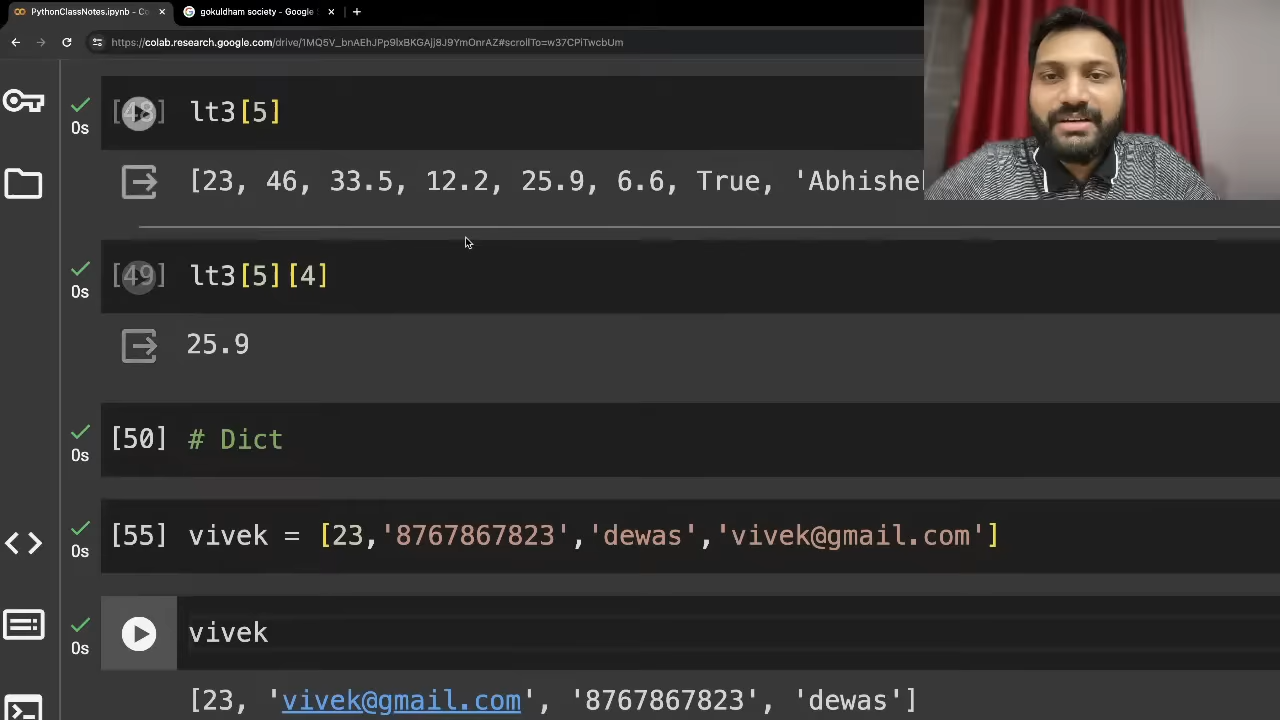 PythonClassNotes.ipynb - Co
gokuldham society - Google
https://colab.research.google.com/drive/1MQ5V_bnAEhJPp9lxBKGAjj8J9YmOnrAZ#scrollTo=w37CPiTwcbUm
[48] lt3[5]
0s
[23, 46, 33.5, 12.2, 25.9, 6.6, True, 'Abhishe
[49] lt3[5][4]
0s
25.9
[50] # Dict
0s
[55] vivek = [23,'8767867823','dewas','vivek@gmail.com']
0s
vivek
0s
[23, 'vivek@gmail.com', '8767867823', 'dewas']